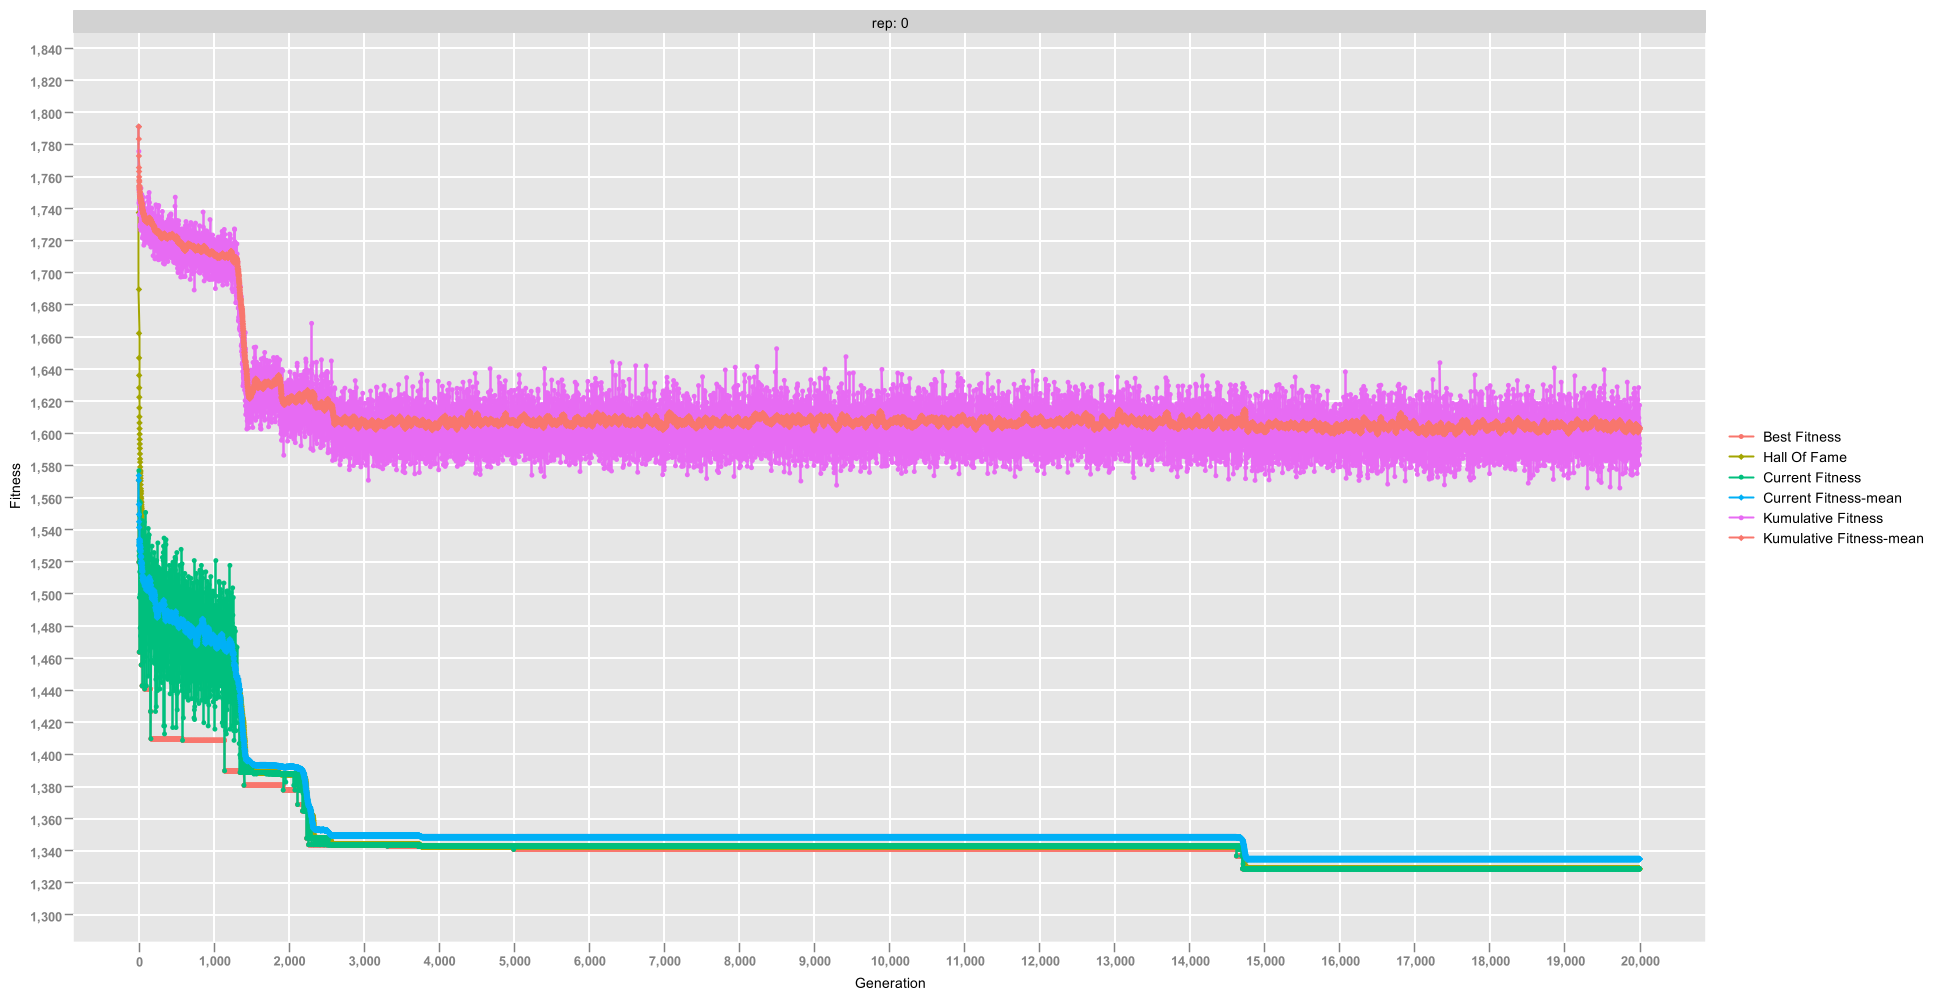 rep: 0
1,840
1,820
1,800
1,780
1,760
1,740
1,720
1,700
1,680
1,660
1,640
1,620
1,600
1,580
1,560
1,540
1,520
1,500
1,480
1,460
1,440
1,420
1,400
1,380
1,360
1,340
1,320
1,300
Fitness
0 1,000 2,000 3,000 4,000 5,000 6,000 7,000 8,000 9,000 10,000 11,000 12,000 13,000 14,000 15,000 16,000 17,000 18,000 19,000 20,000
Generation
Best Fitness
Hall Of Fame
Current Fitness
Current Fitness-mean
Kumulative Fitness
Kumulative Fitness-mean